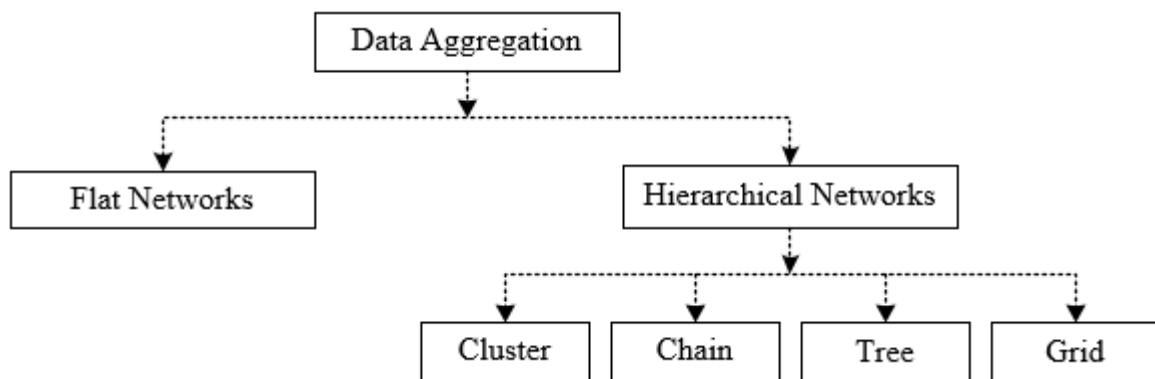 Data Aggregation
Flat Networks
Hierarchical Networks
Cluster
Chain
Tree
Grid